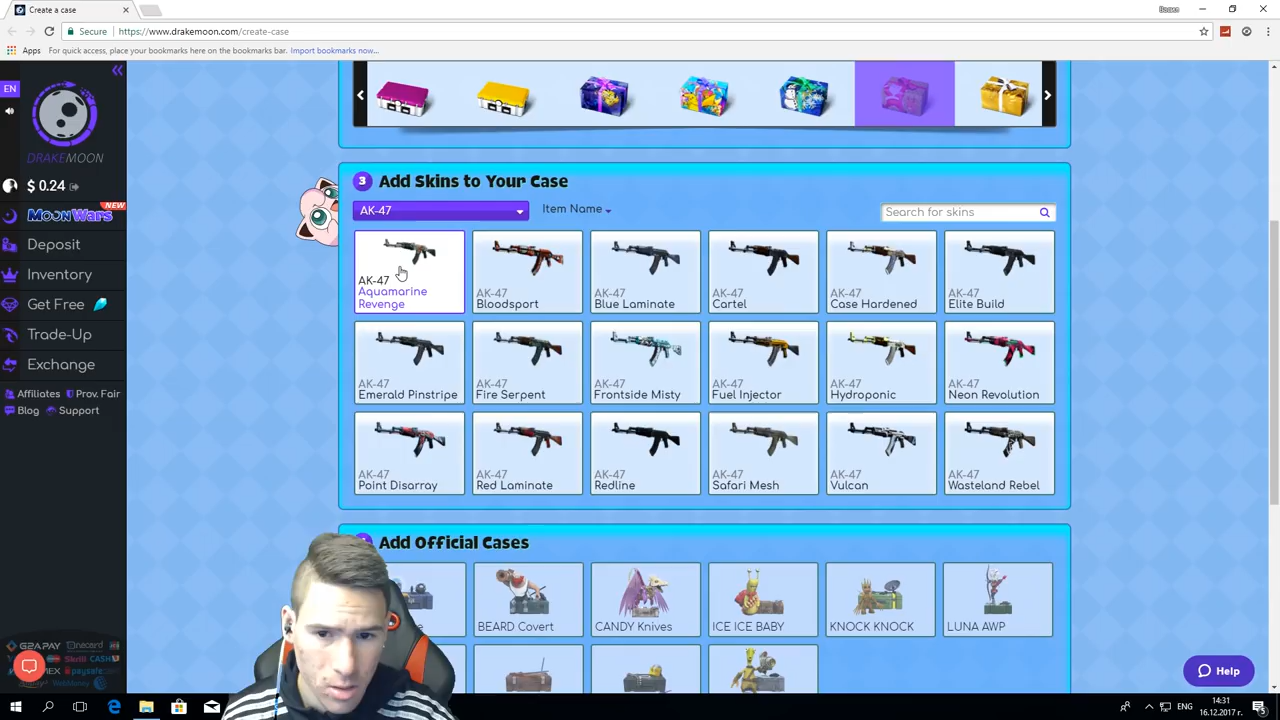 Create a case
Secure
https://www.drakemoon.com/create-case
Apps
For quick access, place your bookmarks here on the bookmarks bar. Import bookmarks now...
EN
DRAKEMOON
$ 0.24
MOONWARS
NEW
Deposit
Inventory
Get Free
Trade-Up
Exchange
Affiliates
Prov. Fair
Blog
Support
3 Add Skins to Your Case
AK-47
Item Name
Search for skins
AK-47
Aquamarine
Revenge
AK-47
Bloodsport
AK-47
Blue Laminate
AK-47
Cartel
AK-47
Case Hardened
AK-47
Elite Build
AK-47
Emerald Pinstripe
AK-47
Fire Serpent
AK-47
Frontside Misty
AK-47
Fuel Injector
AK-47
Hydroponic
AK-47
Neon Revolution
AK-47
Point Disarray
AK-47
Red Laminate
AK-47
Redline
AK-47
Safari Mesh
AK-47
Vulcan
AK-47
Wasteland Rebel
Add Official Cases
BEARD Covert
CANDY Knives
ICE ICE BABY
KNOCK KNOCK
LUNA AWP
G2APAY
Skrill
CASH
paysafe
WebMoney
Help
ENG
14:31
16.12.2017 г.